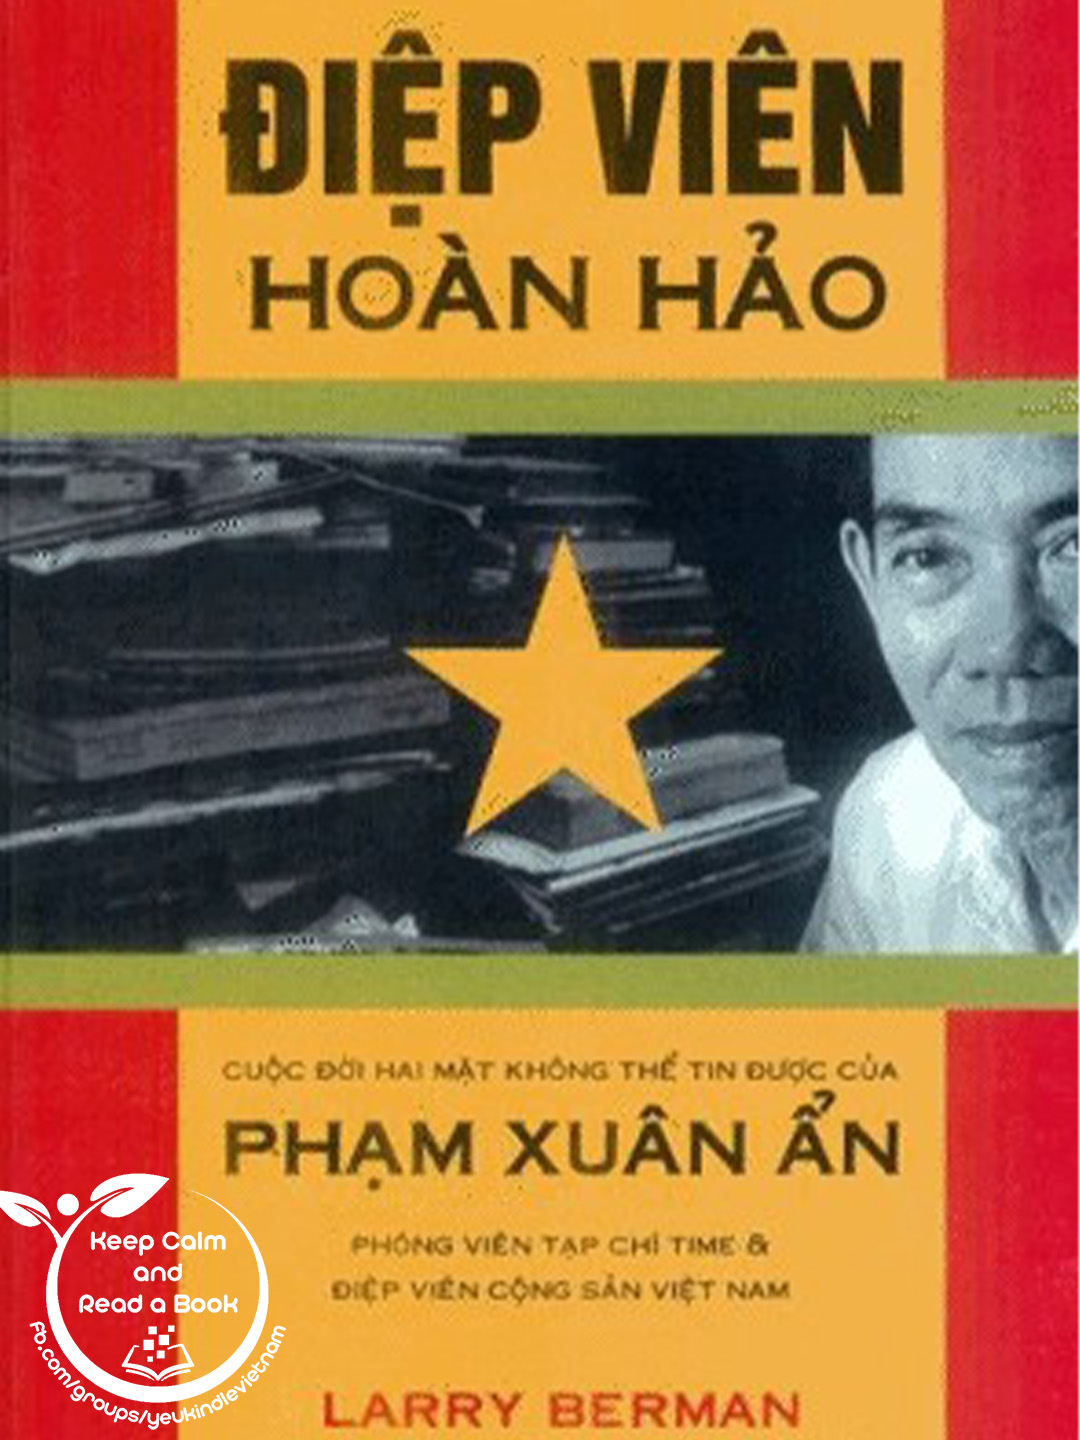 ĐIỆP VIÊN
HOÀN HẢO
CUỘC ĐỜI HAI MẶT KHÔNG THỂ TIN ĐƯỢC CỦA
PHẠM XUÂN ẨN
PHÓNG VIÊN TẠP CHÍ TIME &
ĐIỆP VIÊN CỘNG SẢN VIỆT NAM
LARRY BERMAN
Keep Calm
and
Read a Book
fb.com/groups/yeukindlevietnam